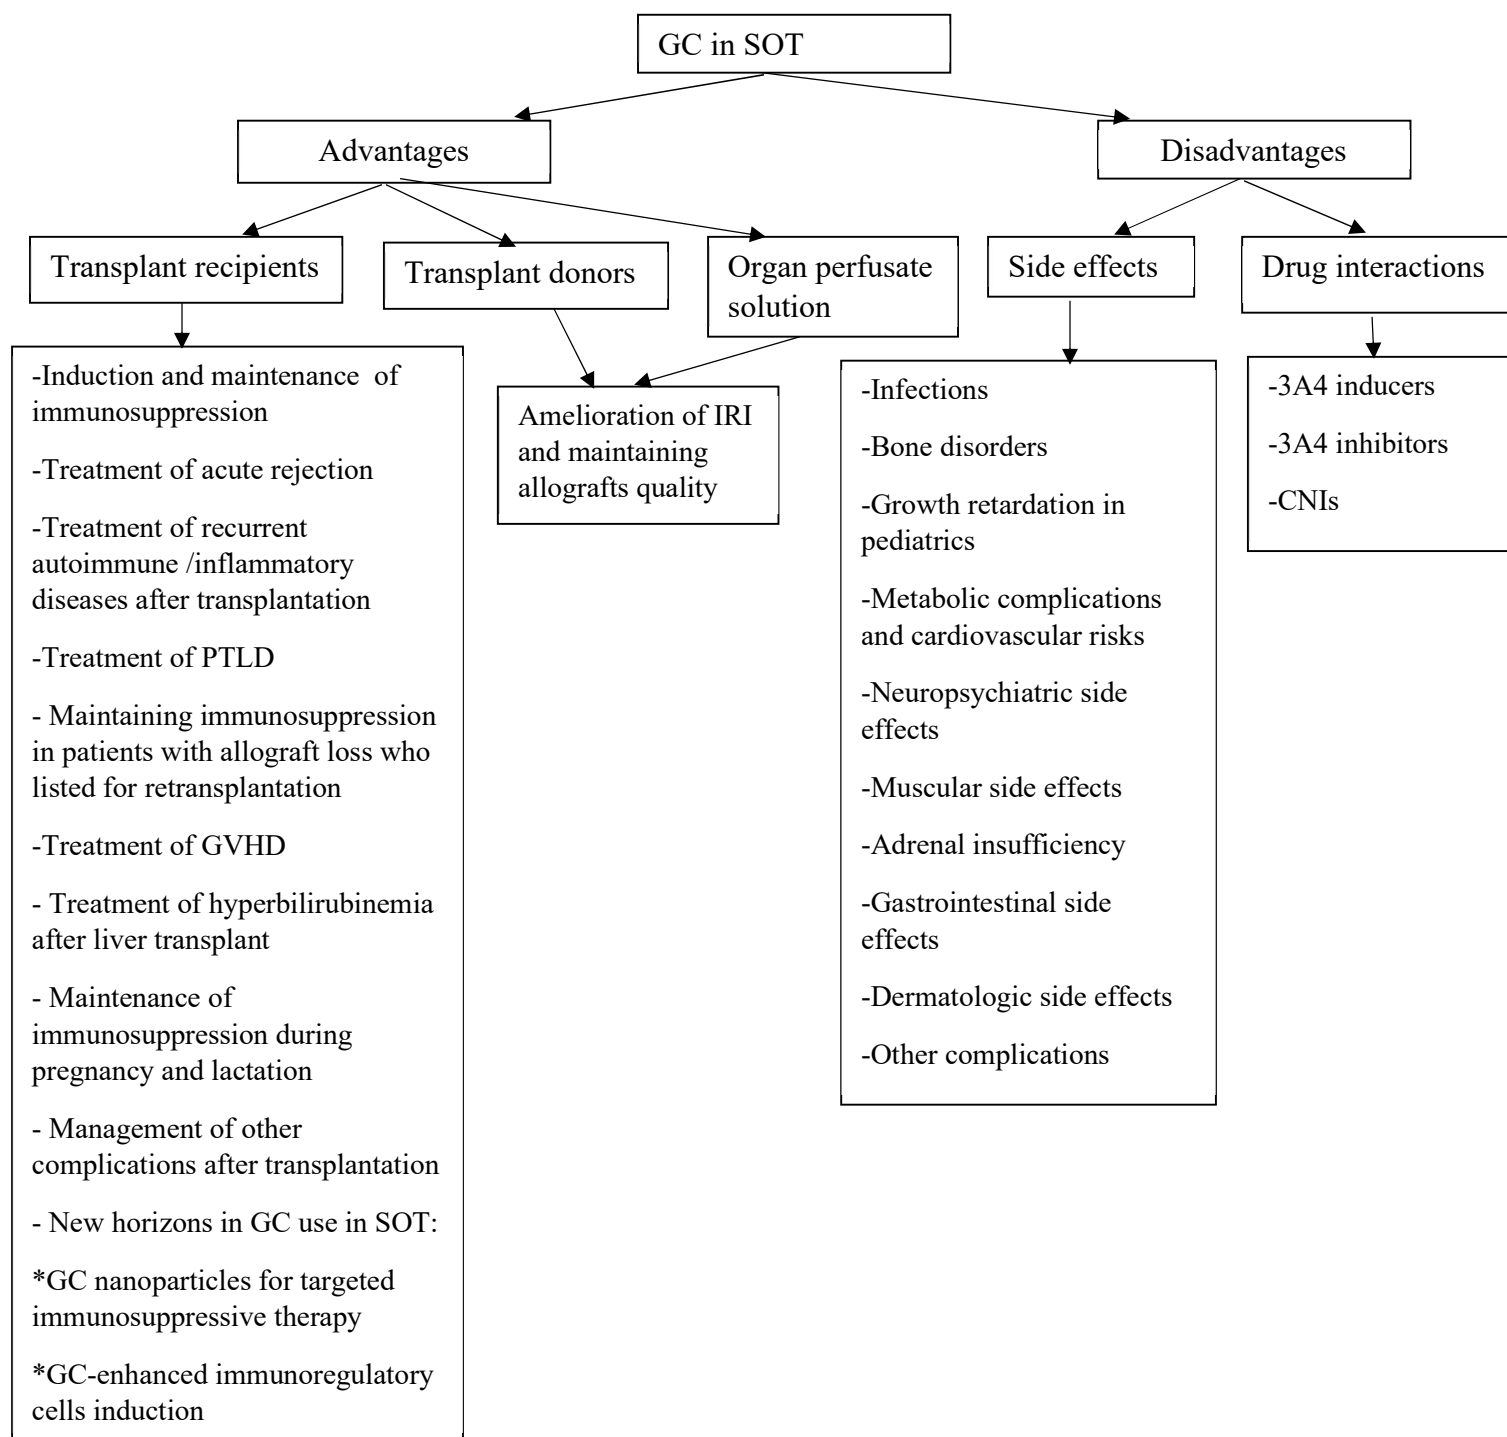 GC in SOT
Advantages
Disadvantages
Transplant recipients
Transplant donors
Organ perfusate
solution
Side effects
Drug interactions
-Induction and maintenance of
immunosuppression
-Treatment of acute rejection
-Treatment of recurrent
autoimmune /inflammatory
diseases after transplantation
-Treatment of PTLD
- Maintaining immunosuppression
in patients with allograft loss who
listed for retransplantation
-Treatment of GVHD
- Treatment of hyperbilirubinemia
after liver transplant
- Maintenance of
immunosuppression during
pregnancy and lactation
- Management of other
complications after transplantation
- New horizons in GC use in SOT:
*GC nanoparticles for targeted
immunosuppressive therapy
*GC-enhanced immunoregulatory
cells induction
Amelioration of IRI
and maintaining
allografts quality
-Infections
-Bone disorders
-Growth retardation in
pediatrics
-Metabolic complications
and cardiovascular risks
-Neuropsychiatric side
effects
-Muscular side effects
-Adrenal insufficiency
-Gastrointestinal side
effects
-Dermatologic side effects
-Other complications
-3A4 inducers
-3A4 inhibitors
-CNIs